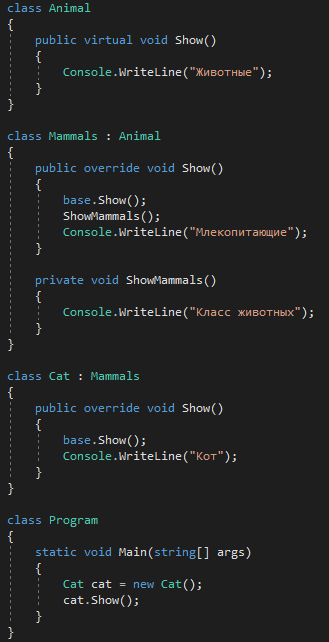 class Animal
{
public virtual void Show()
{
Console.WriteLine("Животные");
}
}
class Mammals : Animal
{
public override void Show()
{
base.Show();
ShowMammals();
Console.WriteLine("Млекопитающие");
}
private void ShowMammals()
{
Console.WriteLine("Класс животных");
}
}
class Cat : Mammals
{
public override void Show()
{
base.Show();
Console.WriteLine("Кот");
}
}
class Program
{
static void Main(string[] args)
{
Cat cat = new Cat();
cat.Show();
}
}